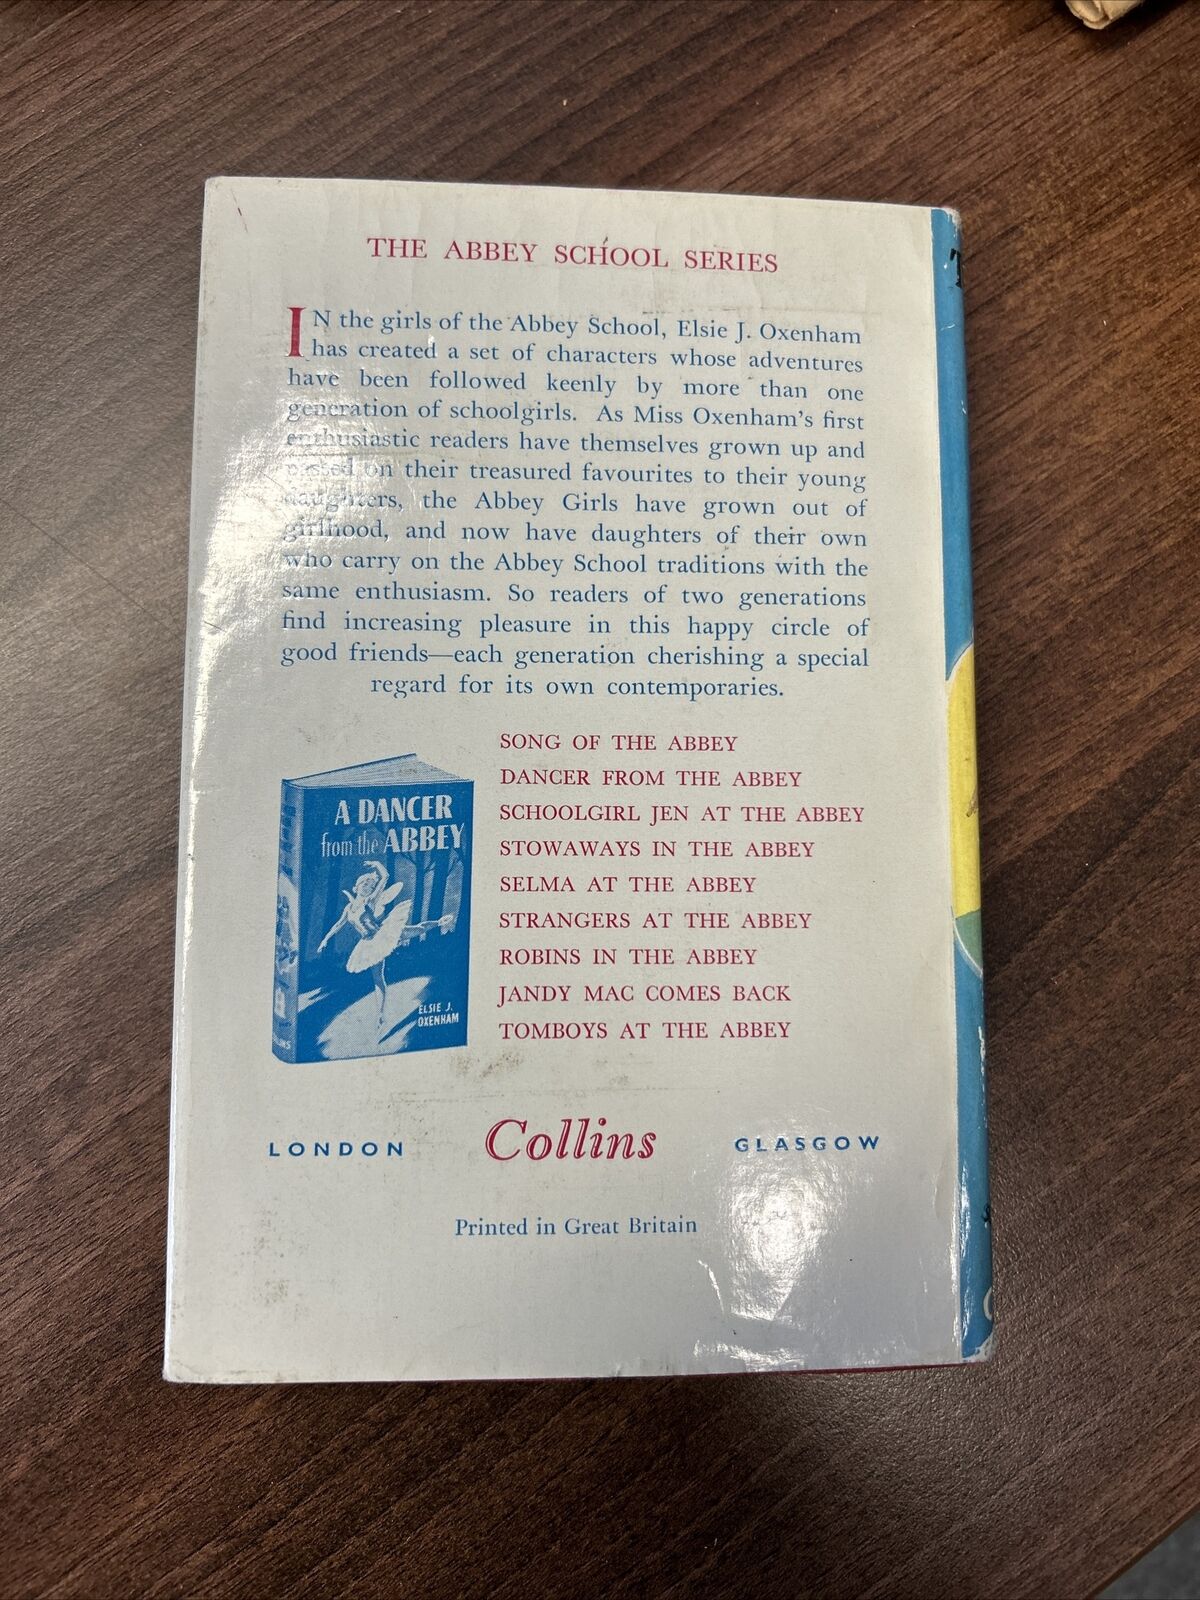 THE ABBEY SCHOOL SERIES
IN the girls of the Abbey School, Elsie J. Oxenham
has created a set of characters whose adventures
have been followed keenly by more than one
generation of schoolgirls. As Miss Oxenham's first
enthusiastic readers have themselves grown up and
passed on their treasured favourites to their young
daughters, the Abbey Girls have grown out of
girlhood, and now have daughters of their own
who carry on the Abbey School traditions with the
same enthusiasm. So readers of two generations
find increasing pleasure in this happy circle of
good friends—each generation cherishing a special
regard for its own contemporaries.
SONG OF THE ABBEY
DANCER FROM THE ABBEY
SCHOOLGIRL JEN AT THE ABBEY
STOWAWAYS IN THE ABBEY
SELMA AT THE ABBEY
STRANGERS AT THE ABBEY
ROBINS IN THE ABBEY
JANDY MAC COMES BACK
TOMBOYS AT THE ABBEY
A DANCER
from the ABBEY
ELSIE J.
OXENHAM
LONDON Collins GLASGOW
Printed in Great Britain